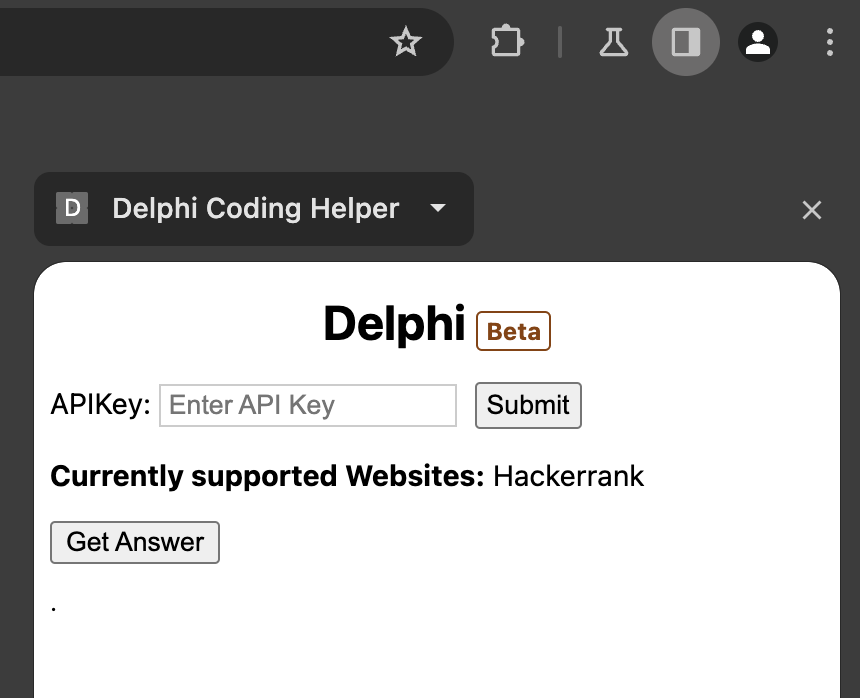 D Delphi Coding Helper
Delphi Beta
APIKey: Enter API Key Submit
Currently supported Websites: Hackerrank
Get Answer
.